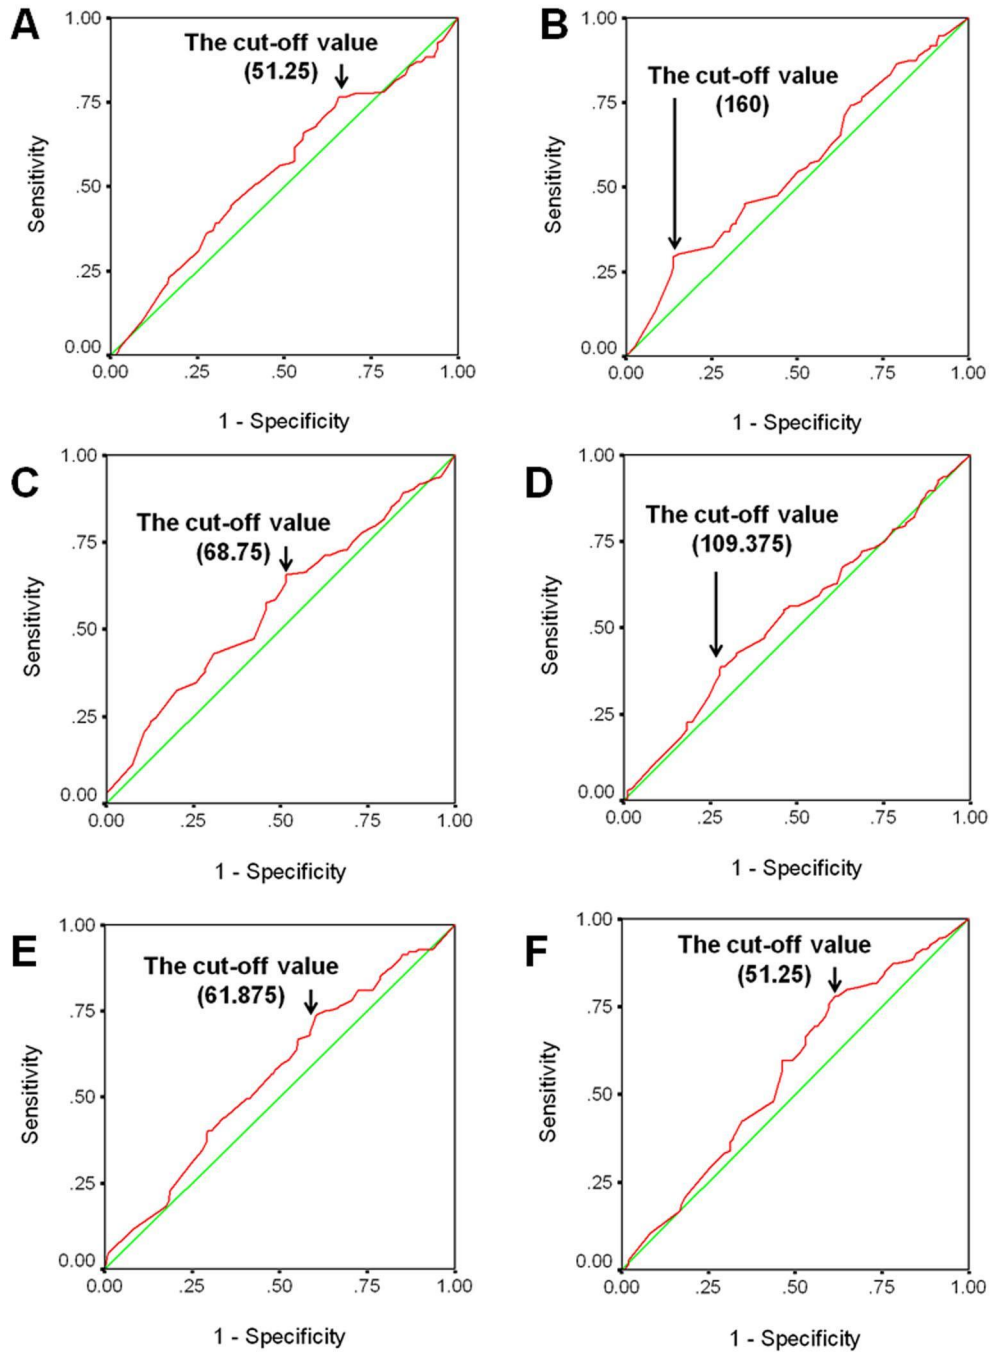 A
The cut-off value
(51.25)
1.00
.75
.50
.25
0.00
Sensitivity
0.00 .25 .50 .75 1.00
1 - Specificity
B
The cut-off value
(160)
1.00
.75
.50
.25
0.00
Sensitivity
0.00 .25 .50 .75 1.00
1 - Specificity
C
The cut-off value
(68.75)
1.00
.75
.50
.25
0.00
Sensitivity
0.00 .25 .50 .75 1.00
1 - Specificity
D
The cut-off value
(109.375)
1.00
.75
.50
.25
0.00
Sensitivity
0.00 .25 .50 .75 1.00
1 - Specificity
E
The cut-off value
(61.875)
1.00
.75
.50
.25
0.00
Sensitivity
0.00 .25 .50 .75 1.00
1 - Specificity
F
The cut-off value
(51.25)
1.00
.75
.50
.25
0.00
Sensitivity
0.00 .25 .50 .75 1.00
1 - Specificity